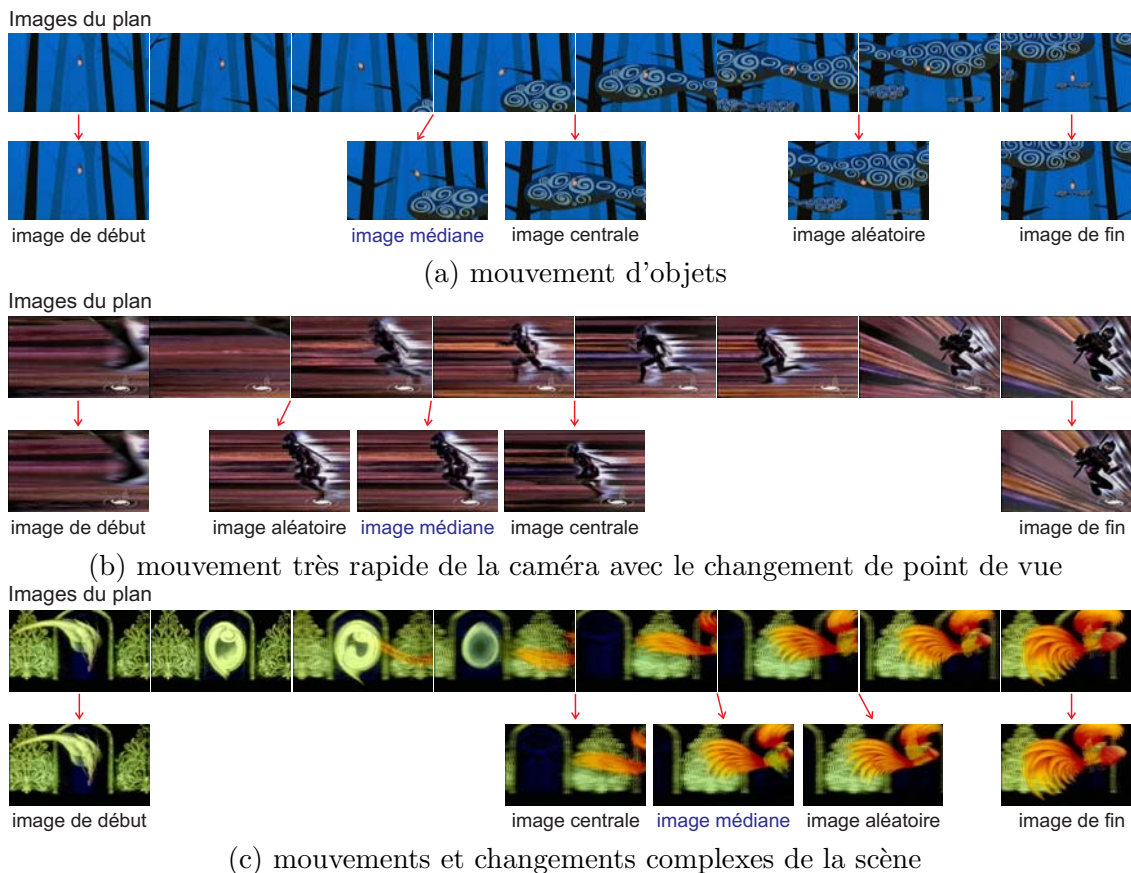 Images du plan
image de début
image médiane
image centrale
image aléatoire
image de fin
(a) mouvement d'objets
Images du plan
image de début
image aléatoire
image médiane
image centrale
image de fin
(b) mouvement très rapide de la caméra avec le changement de point de vue
Images du plan
image de début
image centrale
image médiane
image aléatoire
image de fin
(c) mouvements et changements complexes de la scène